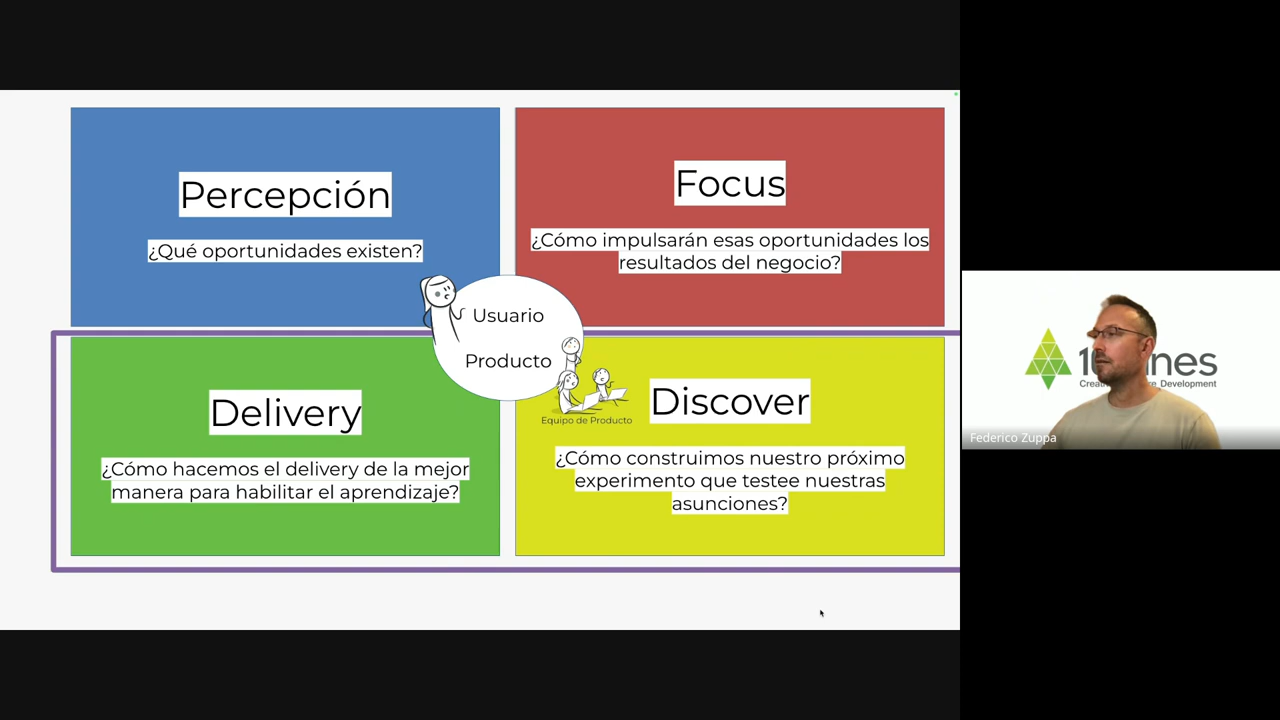 Percepción
¿Qué oportunidades existen?
Focus
¿Cómo impulsarán esas oportunidades los
resultados del negocio?
Usuario
Producto
Equipo de Producto
Delivery
¿Cómo hacemos el delivery de la mejor
manera para habilitar el aprendizaje?
Discover
¿Cómo construimos nuestro próximo
experimento que testee nuestras
asunciones?
Development
Federico Zuppa